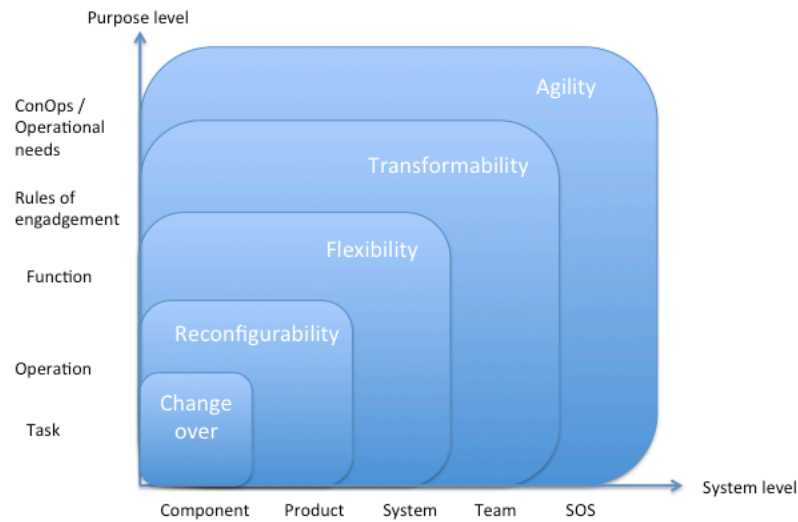 Purpose level
Agility
ConOps /
Operational
needs
Transformability
Rules of
engadgement
Flexibility
Function
Reconfigurability
Operation
Change
over
Task
System level
Component Product System Team SOS